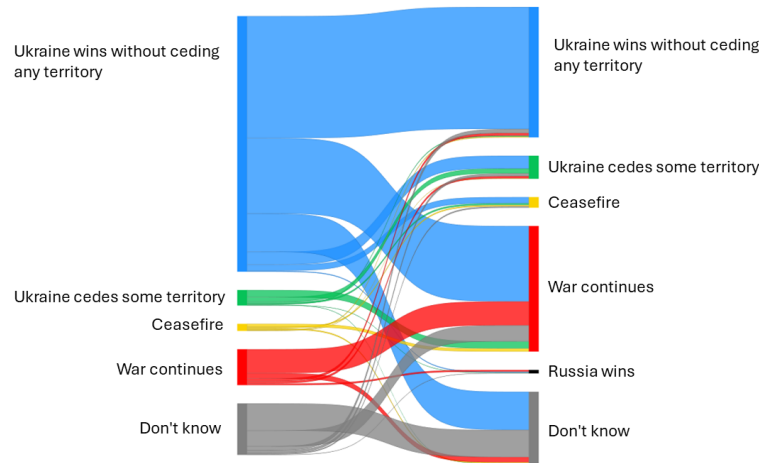 Ukraine wins without ceding
any territory
Ukraine cedes some territory
Ceasefire
War continues
Don't know
Ukraine wins without ceding
any territory
Ukraine cedes some territory
Ceasefire
War continues
Russia wins
Don't know